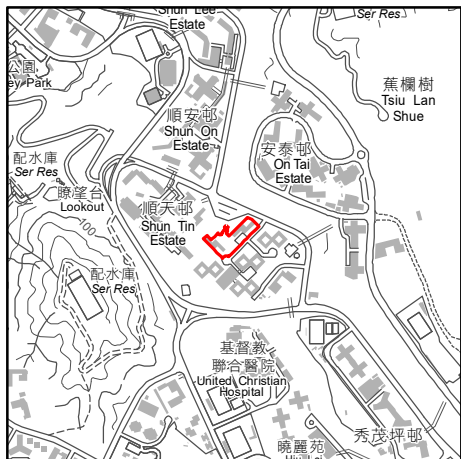 Shun Lee
Estate
Ser Res
公園
ey Park
蕉欄樹
Tsiu Lan
Shue
順安邨
Shun On
Estate
安泰邨
On Tai
Estate
配水庫
Ser Res
瞭望台
Lookout
100
順天邨
Shun Tin
Estate
配水庫
Ser Res
基督教
聯合醫院
United Christian
Hospital
秀茂坪邨
曉麗苑